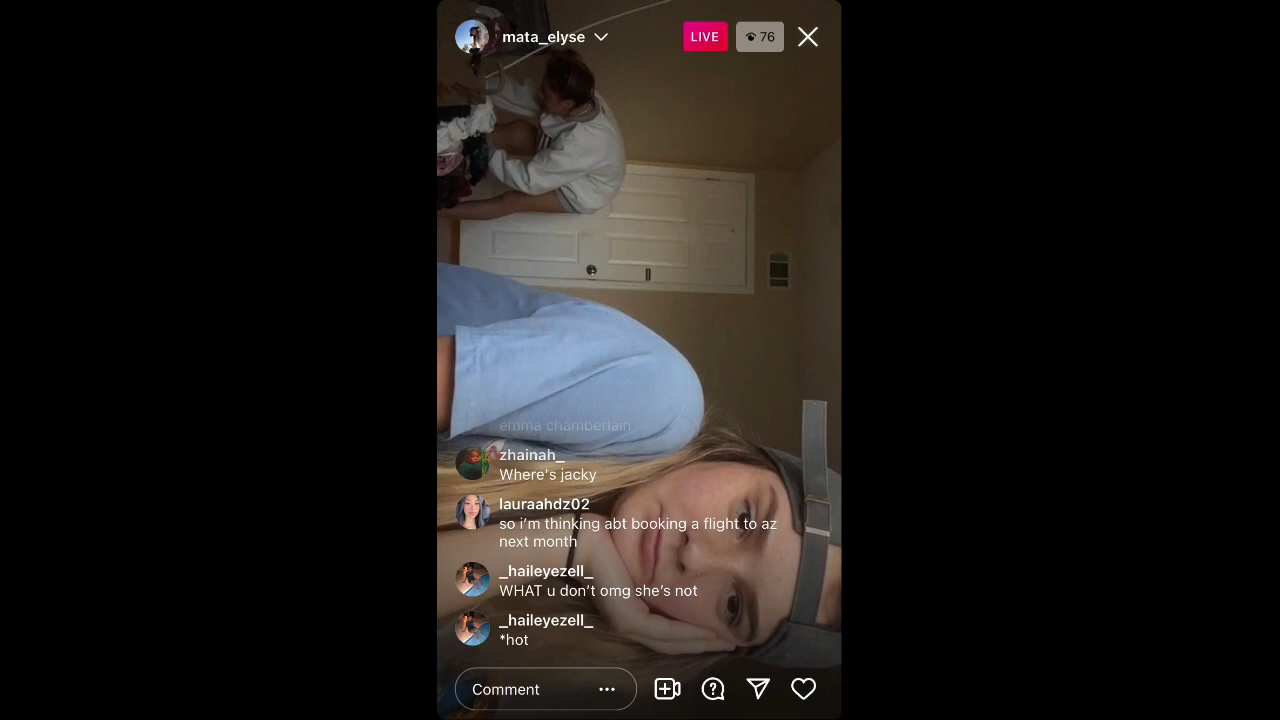 mata_elyse
LIVE
76
emma chamberlain
zhainah_
Where's jacky
lauraahdz02
so i’m thinking abt booking a flight to az
next month
_haileyezell_
WHAT u don’t omg she’s not
_haileyezell_
*hot
Comment